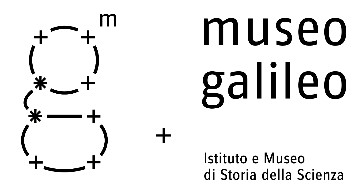 m
museo
galileo
Istituto e Museo
di Storia della Scienza